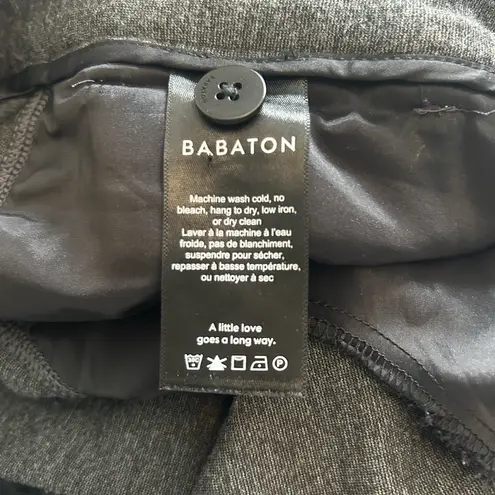 BABATON
Machine wash cold, no
bleach, hang to dry, low iron,
or dry clean
Laver à la machine à l'eau
froide, pas de blanchiment,
suspendre pour sécher,
repasser à basse température,
ou nettoyer à sec
A little love
goes a long way.